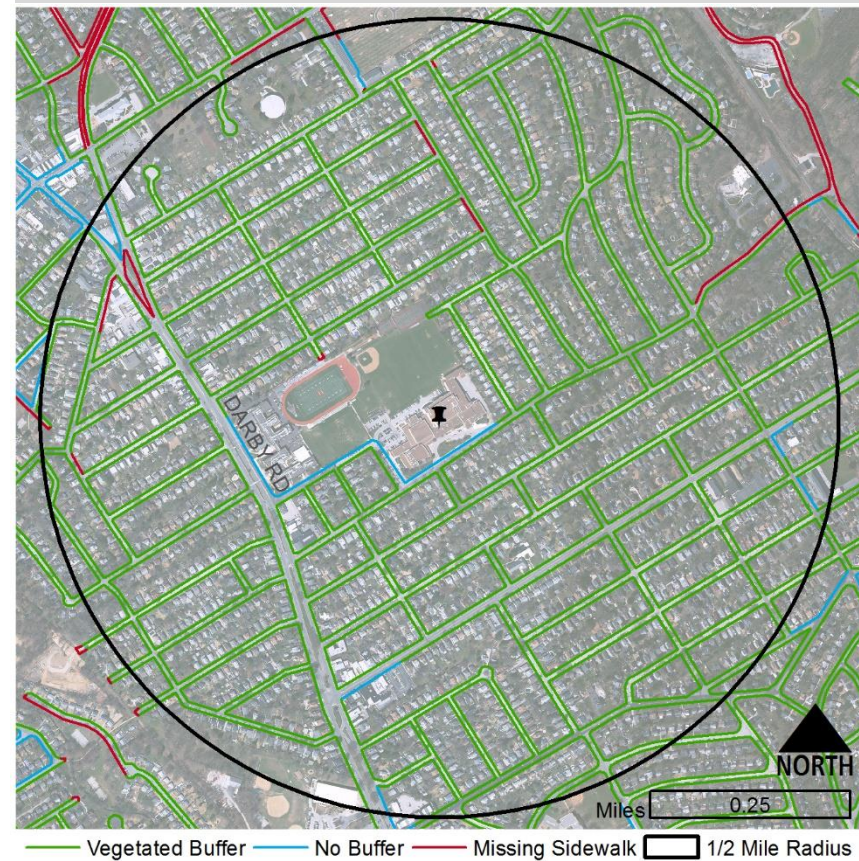 DARBY RD
NORTH
Miles 0.25
Vegetated Buffer No Buffer Missing Sidewalk 1/2 Mile Radius